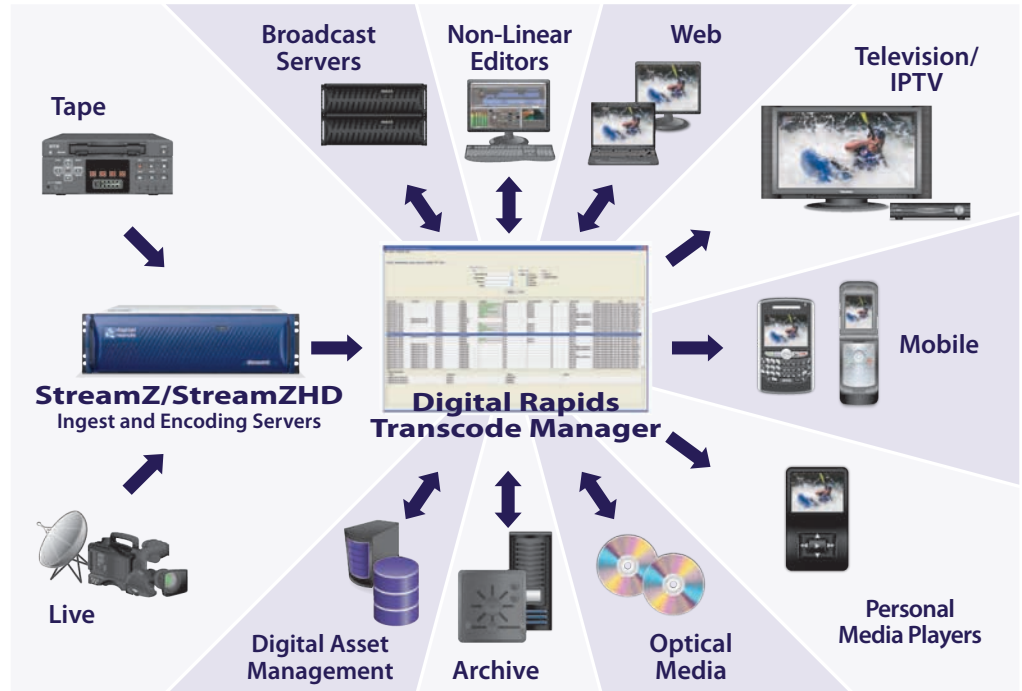 Broadcast
Servers
Non-Linear
Editors
Web
Television/
IPTV
Tape
Mobile
StreamZ/StreamZHD
Ingest and Encoding Servers
Digital Rapids
Transcode Manager
Live
Digital Asset
Management
Archive
Optical
Media
Personal
Media Players